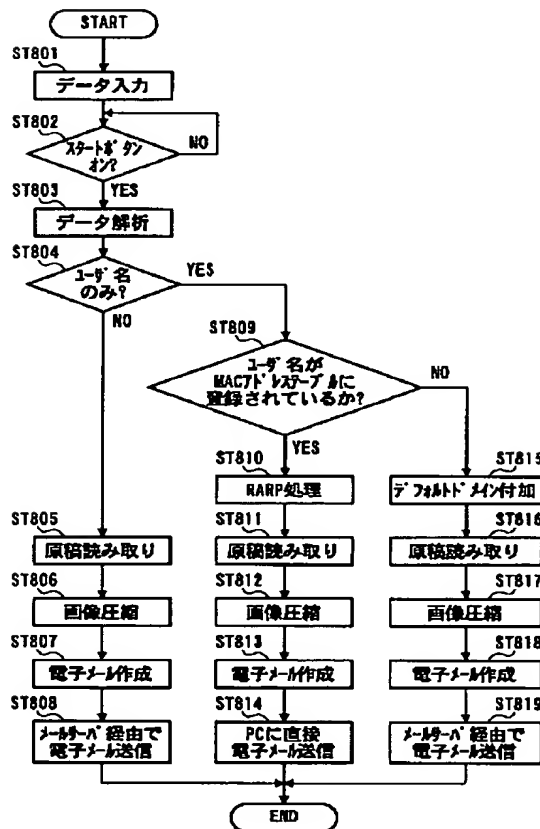 START
ST801
データ入力
ST802
スタートボタン
オン?
NO
YES
ST803
データ解析
ST804
ユーザ名
のみ?
YES
NO
ST809
ユーザ名が
MACアドレステーブルに
登録されているか?
NO
YES
ST810
RARP処理
ST815
デフォルトドメイン付加
ST805
原稿読み取り
ST811
原稿読み取り
ST816
原稿読み取り
ST806
画像圧縮
ST812
画像圧縮
ST817
画像圧縮
ST807
電子メール作成
ST813
電子メール作成
ST818
電子メール作成
ST808
メールサーバ経由で
電子メール送信
ST814
PCに直接
電子メール送信
ST819
メールサーバ経由で
電子メール送信
END